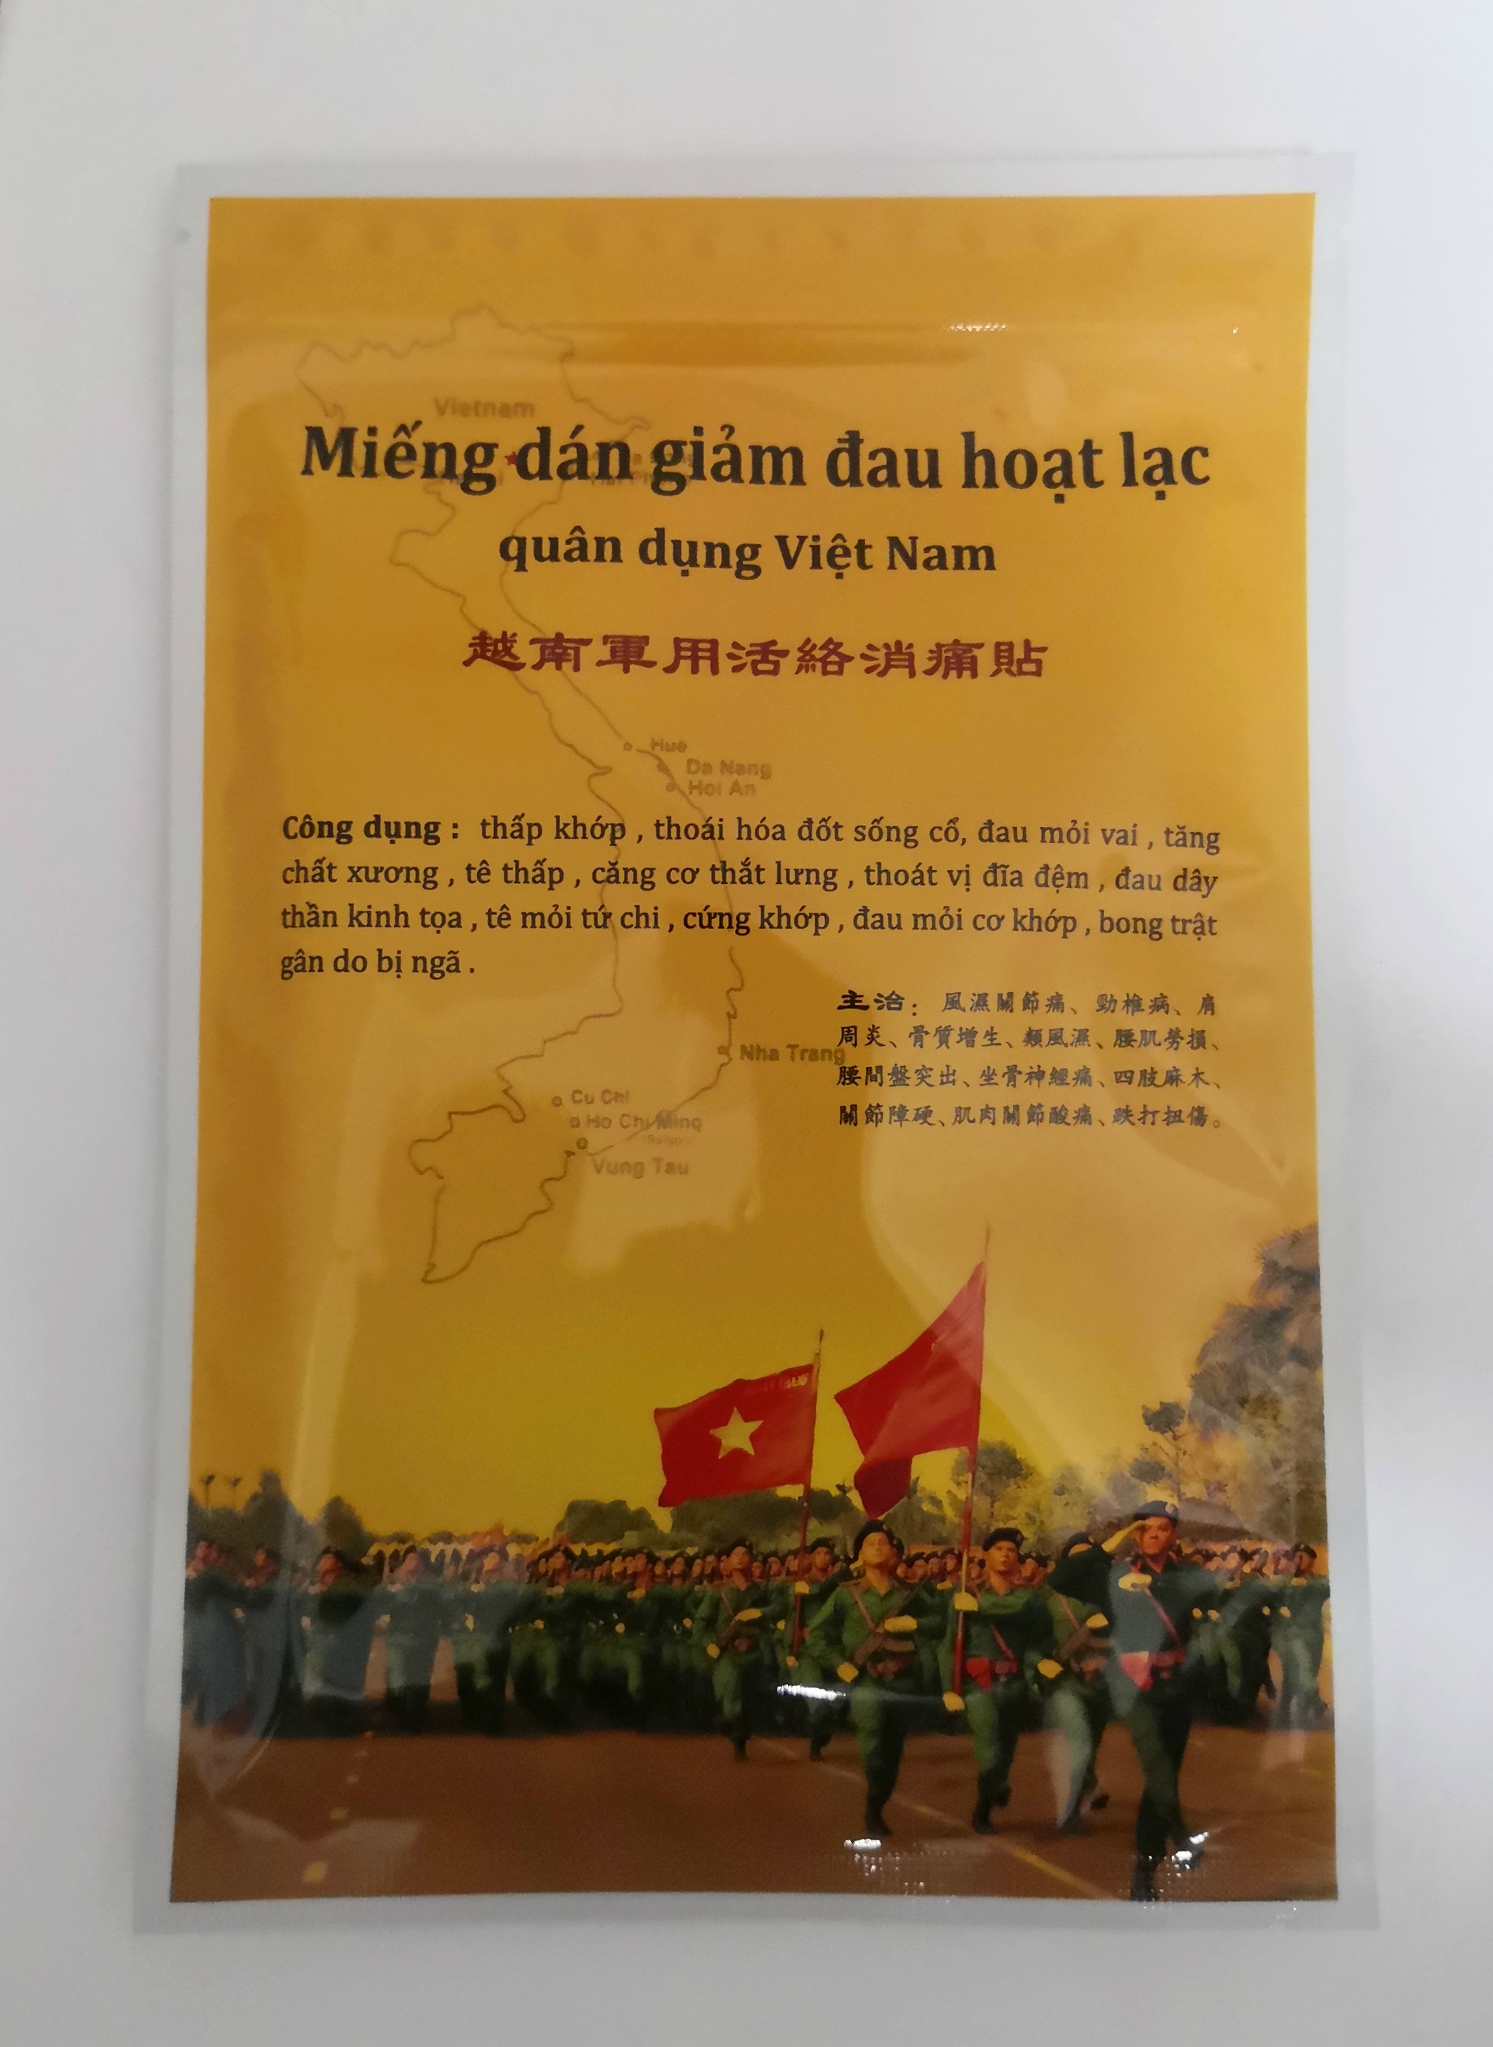 Vietnam
Miếng dán giảm đau hoạt lạc
quân dụng Việt Nam
越南軍用活絡消痛貼
Hue
Da Nang
Hoi An
Công dụng : thấp khớp , thoái hóa đốt sống cổ, đau mỏi vai , tăng
chất xương , tê thấp , căng cơ thắt lưng , thoát vị đĩa đệm , đau dây
thần kinh tọa , tê mỏi tứ chi , cứng khớp , đau mỏi cơ khớp , bong trật
gân do bị ngã .
主治：風濕關節痛、勁椎病、肩
周炎、骨質增生、類風濕、腰肌勞損、
腰間盤突出、坐骨神經痛、四肢麻木、
關節障硬、肌肉關節酸痛、跌打扭傷。
Nha Trang
Cu Chi
Ho Chi Minq
Vung Tau